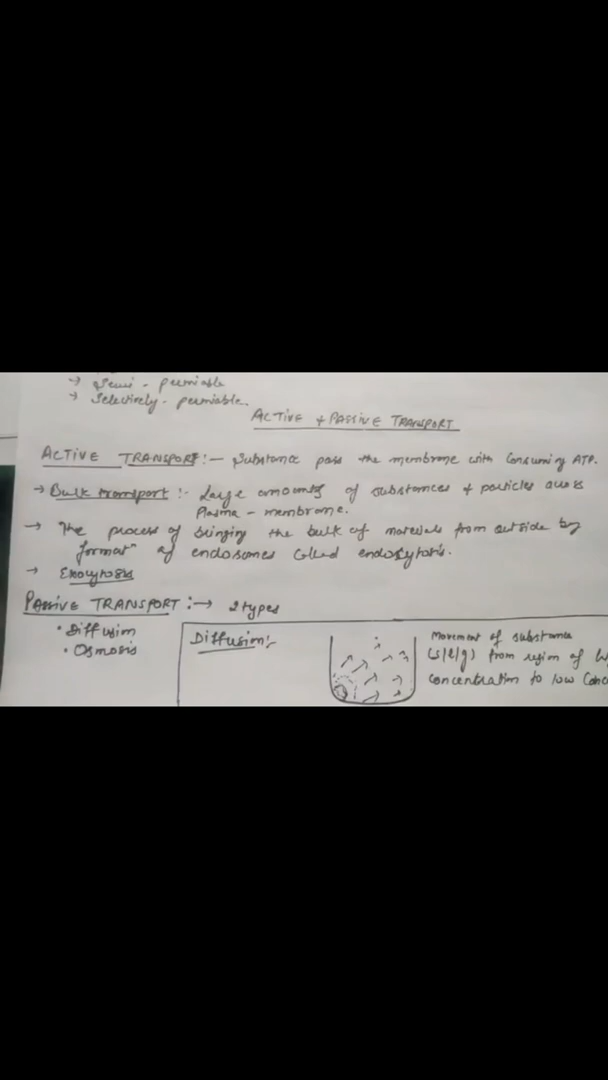 → Semi - permiable
→ Selectively - permiable.
ACTIVE + PASSIVE TRANSPORT
ACTIVE TRANSPORT :- Substance pass the membrane with Consuming ATP.
→ Bulk transport :- Large amounts of substances + particles across
Plasma - membrane.
→ The process of bringing the bulk of materials from outside by
format" of endosomes called endocytosis.
→ Exocytosis
PASSIVE TRANSPORT :→ 2 types
• Diffusion
• Osmosis
Diffusion:-
Movement of substance
(s/l/g) from region of
concentration to low Conc